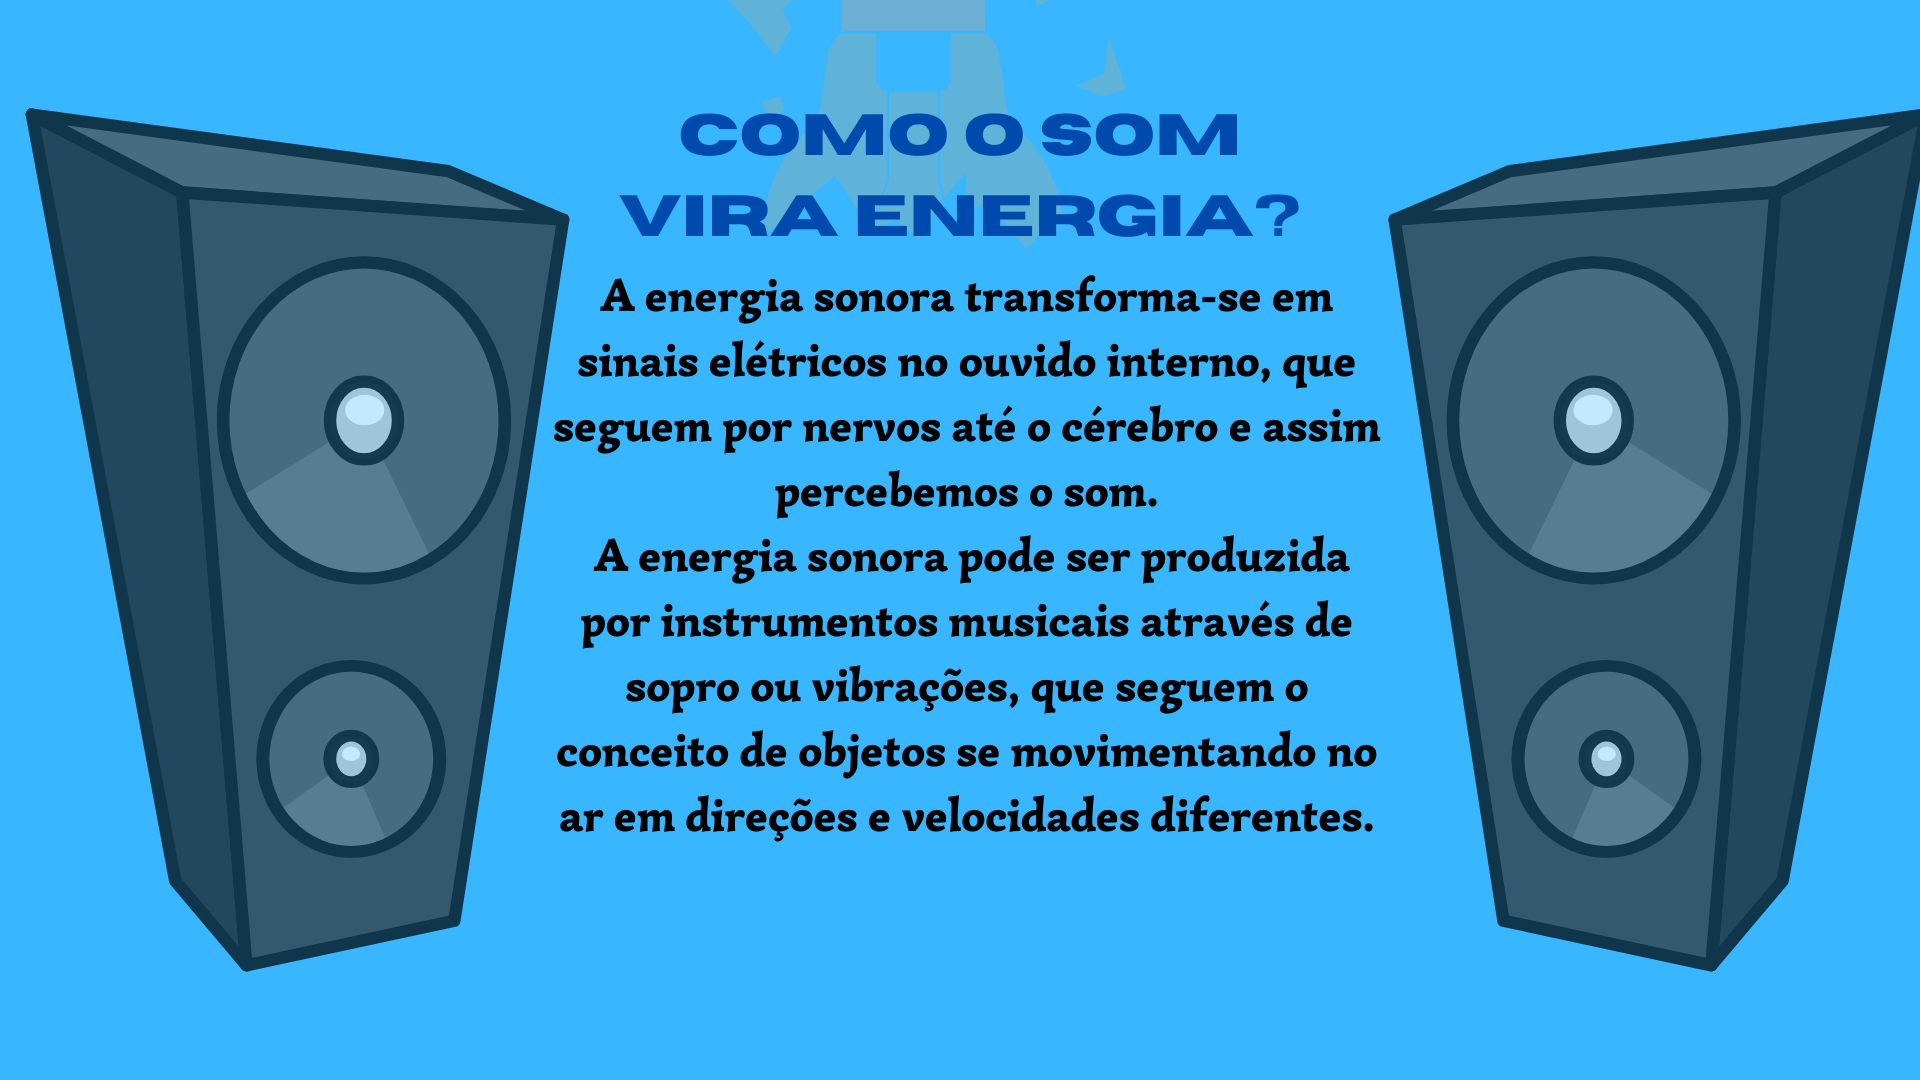 COMO O SOM
VIRA ENERGIA?
A energia sonora transforma-se em
sinais elétricos no ouvido interno, que
seguem por nervos até o cérebro e assim
percebemos o som.
A energia sonora pode ser produzida
por instrumentos musicais através de
sopro ou vibrações, que seguem o
conceito de objetos se movimentando no
ar em direções e velocidades diferentes.